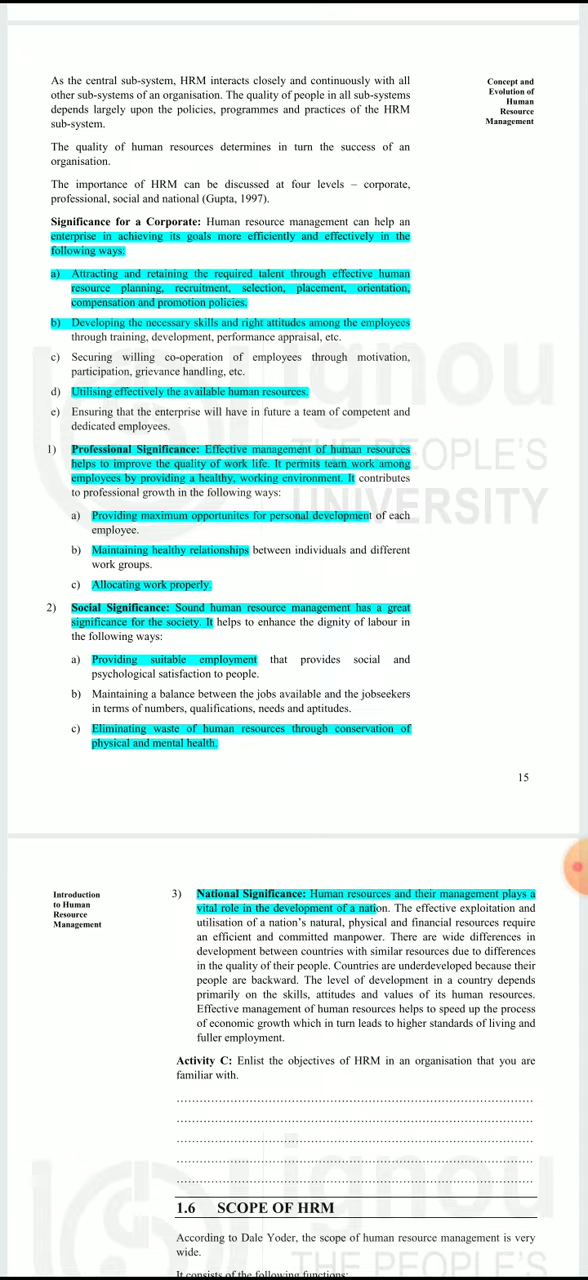 As the central sub-system, HRM interacts closely and continuously with all
other sub-systems of an organisation. The quality of people in all sub-systems
depends largely upon the policies, programmes and practices of the HRM
sub-system.
Concept and
Evolution of
Human
Resource
Management
The quality of human resources determines in turn the success of an
organisation.
The importance of HRM can be discussed at four levels – corporate,
professional, social and national (Gupta, 1997).
Significance for a Corporate: Human resource management can help an
enterprise in achieving its goals more efficiently and effectively in the
following ways:
a) Attracting and retaining the required talent through effective human
resource planning, recruitment, selection, placement, orientation,
compensation and promotion policies.
b) Developing the necessary skills and right attitudes among the employees
through training, development, performance appraisal, etc.
c) Securing willing co-operation of employees through motivation,
participation, grievance handling, etc.
d) Utilising effectively the available human resources.
e) Ensuring that the enterprise will have in future a team of competent and
dedicated employees.
1) Professional Significance: Effective management of human resources
helps to improve the quality of work life. It permits team work among
employees by providing a healthy, working environment. It contributes
to professional growth in the following ways:
a) Providing maximum opportunites for personal development of each
employee.
b) Maintaining healthy relationships between individuals and different
work groups.
c) Allocating work properly.
2) Social Significance: Sound human resource management has a great
significance for the society. It helps to enhance the dignity of labour in
the following ways:
a) Providing suitable employment that provides social and
psychological satisfaction to people.
b) Maintaining a balance between the jobs available and the jobseekers
in terms of numbers, qualifications, needs and aptitudes.
c) Eliminating waste of human resources through conservation of
physical and mental health.
ignou
THE PEOPLE'S
UNIVERSITY
15
Introduction
to Human
Resource
Management
3) National Significance: Human resources and their management plays a
vital role in the development of a nation. The effective exploitation and
utilisation of a nation's natural, physical and financial resources require
an efficient and committed manpower. There are wide differences in
development between countries with similar resources due to differences
in the quality of their people. Countries are underdeveloped because their
people are backward. The level of development in a country depends
primarily on the skills, attitudes and values of its human resources.
Effective management of human resources helps to speed up the process
of economic growth which in turn leads to higher standards of living and
fuller employment.
Activity C: Enlist the objectives of HRM in an organisation that you are
familiar with.
1.6 SCOPE OF HRM
According to Dale Yoder, the scope of human resource management is very
wide.
It consists of the following functions:
ignou
THE PEOPLE'S